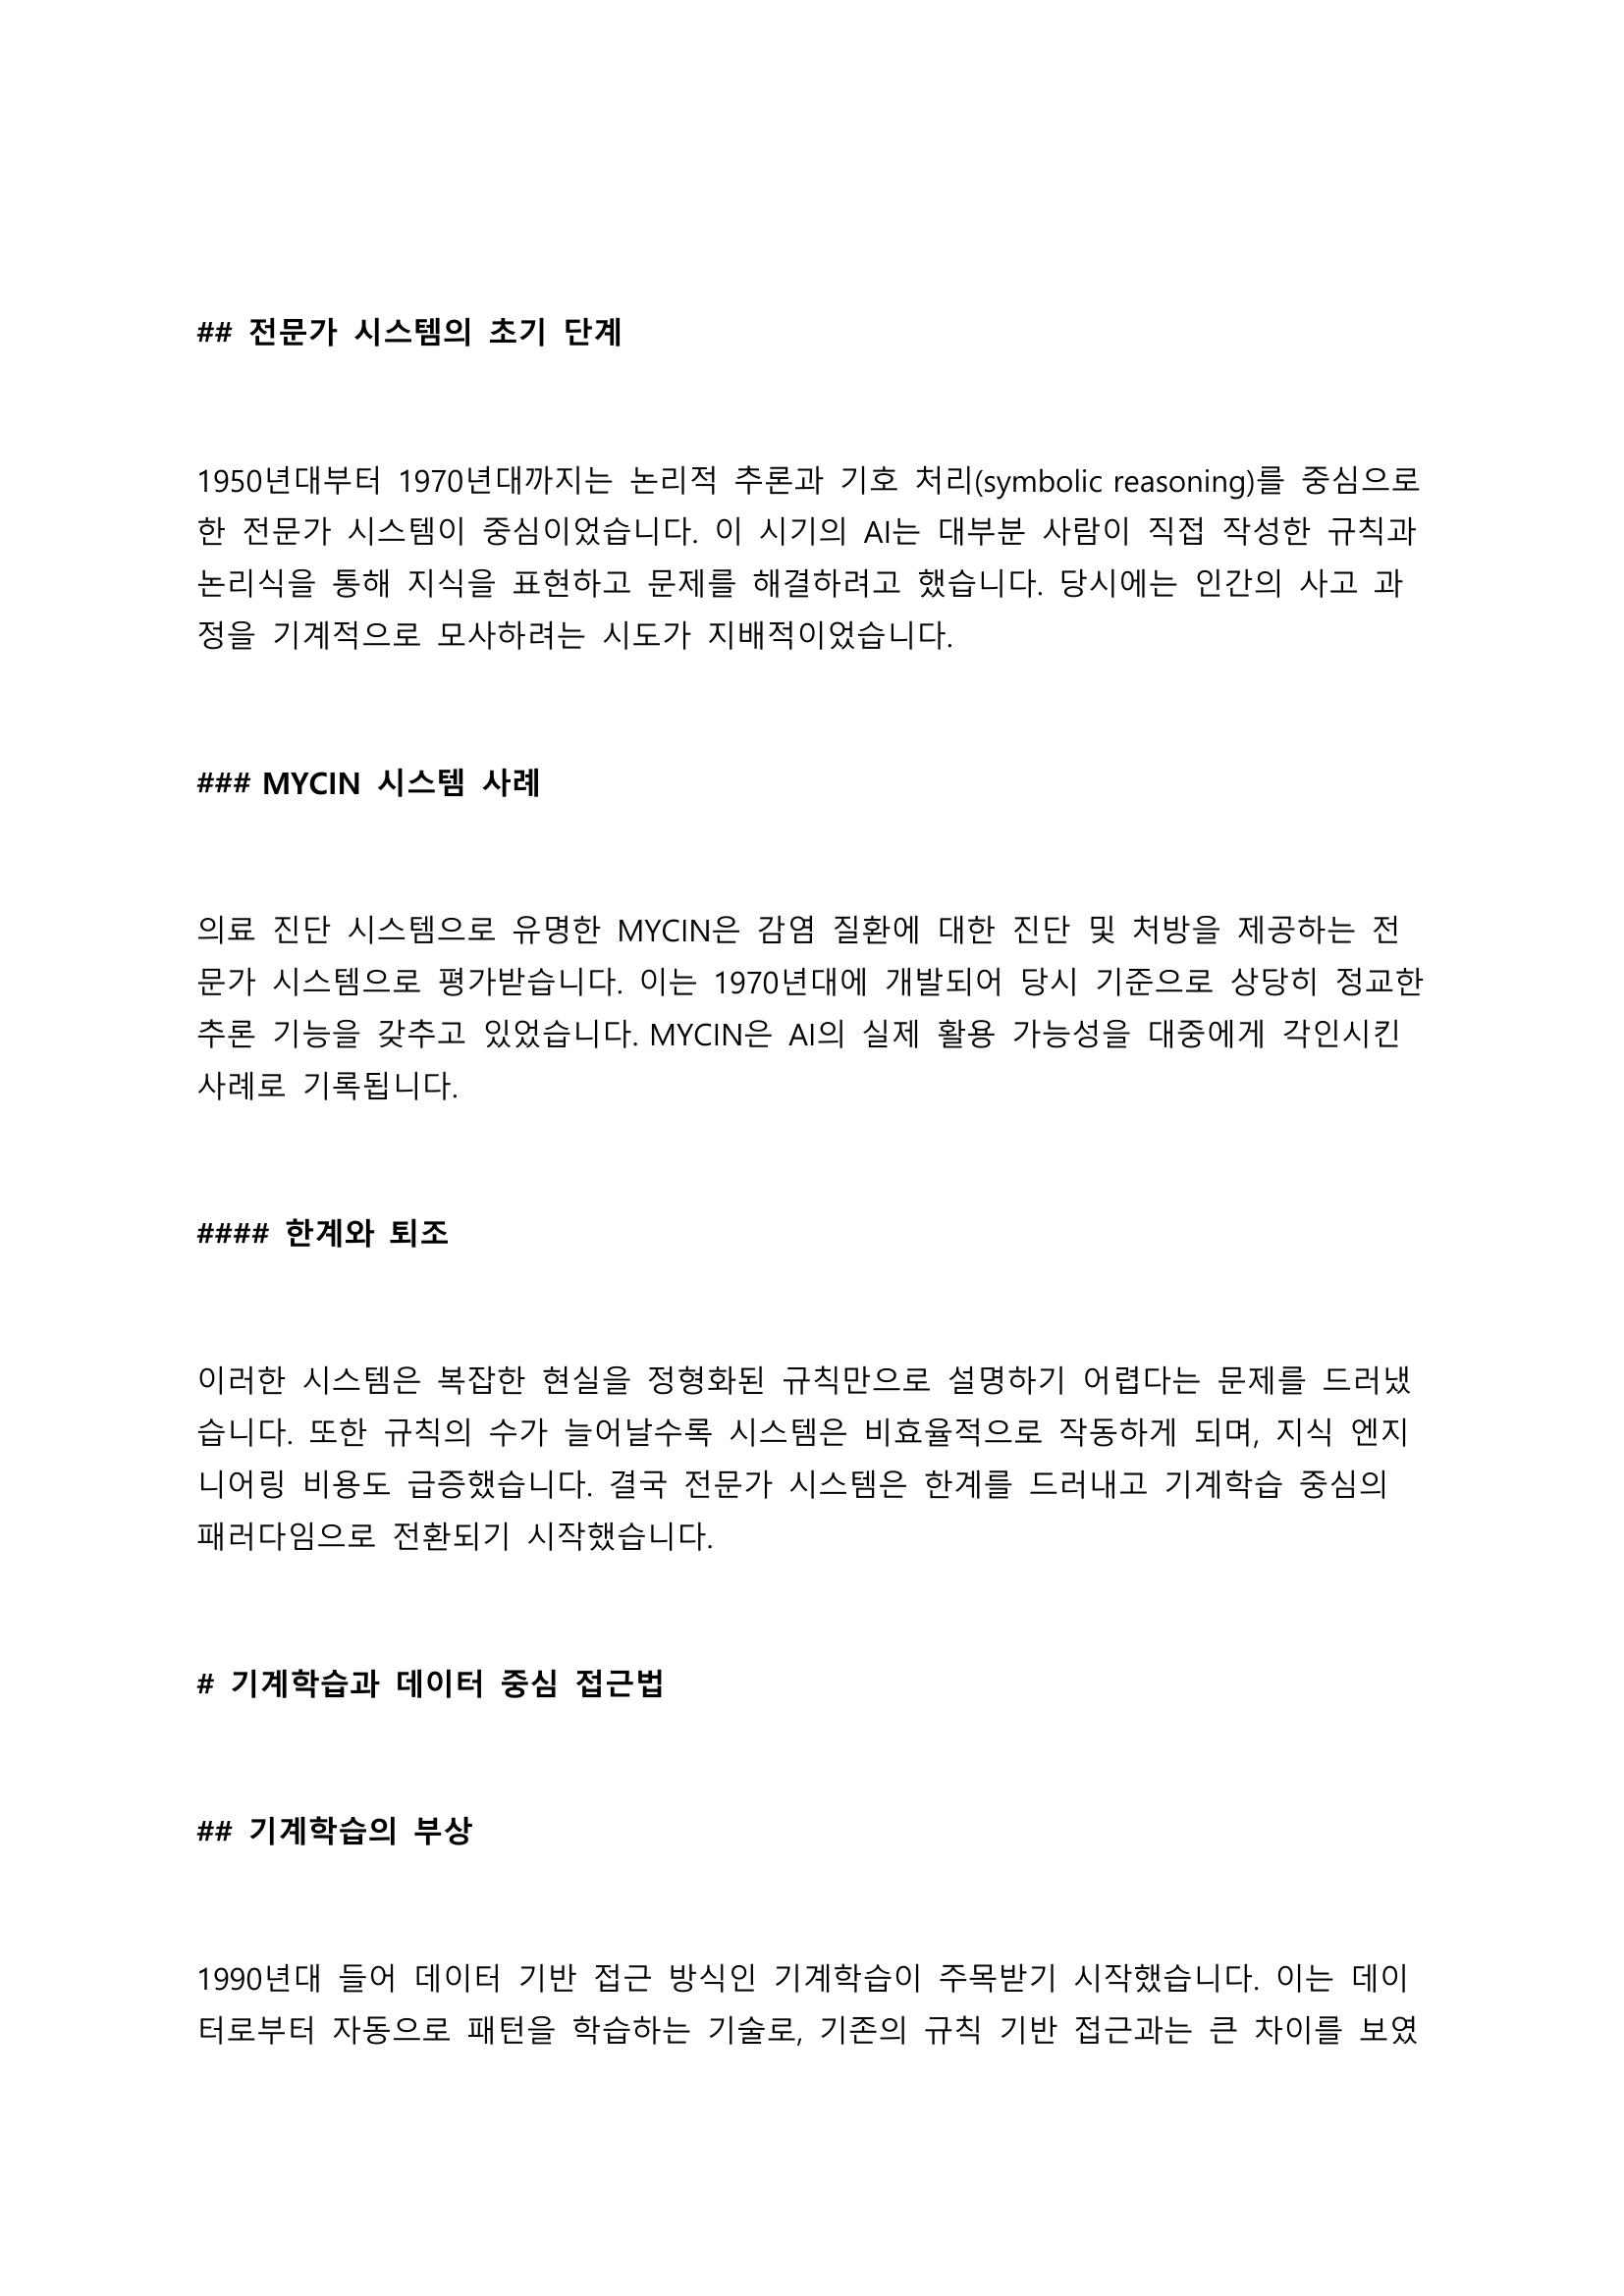 ## 전문가 시스템의 초기 단계
1950년대부터 1970년대까지는 논리적 추론과 기호 처리(symbolic reasoning)를 중심으로
한 전문가 시스템이 중심이었습니다. 이 시기의 AI는 대부분 사람이 직접 작성한 규칙과
논리식을 통해 지식을 표현하고 문제를 해결하려고 했습니다. 당시에는 인간의 사고 과
정을 기계적으로 모사하려는 시도가 지배적이었습니다.
### MYCIN 시스템 사례
의료 진단 시스템으로 유명한 MYCIN은 감염 질환에 대한 진단 및 처방을 제공하는 전
문가 시스템으로 평가받습니다. 이는 1970년대에 개발되어 당시 기준으로 상당히 정교한
추론 기능을 갖추고 있었습니다. MYCIN은 AI의 실제 활용 가능성을 대중에게 각인시킨
사례로 기록됩니다.
#### 한계와 퇴조
이러한 시스템은 복잡한 현실을 정형화된 규칙만으로 설명하기 어렵다는 문제를 드러냈
습니다. 또한 규칙의 수가 늘어날수록 시스템은 비효율적으로 작동하게 되며, 지식 엔지
니어링 비용도 급증했습니다. 결국 전문가 시스템은 한계를 드러내고 기계학습 중심의
패러다임으로 전환되기 시작했습니다.
# 기계학습과 데이터 중심 접근법
## 기계학습의 부상
1990년대 들어 데이터 기반 접근 방식인 기계학습이 주목받기 시작했습니다. 이는 데이
터로부터 자동으로 패턴을 학습하는 기술로, 기존의 규칙 기반 접근과는 큰 차이를 보였